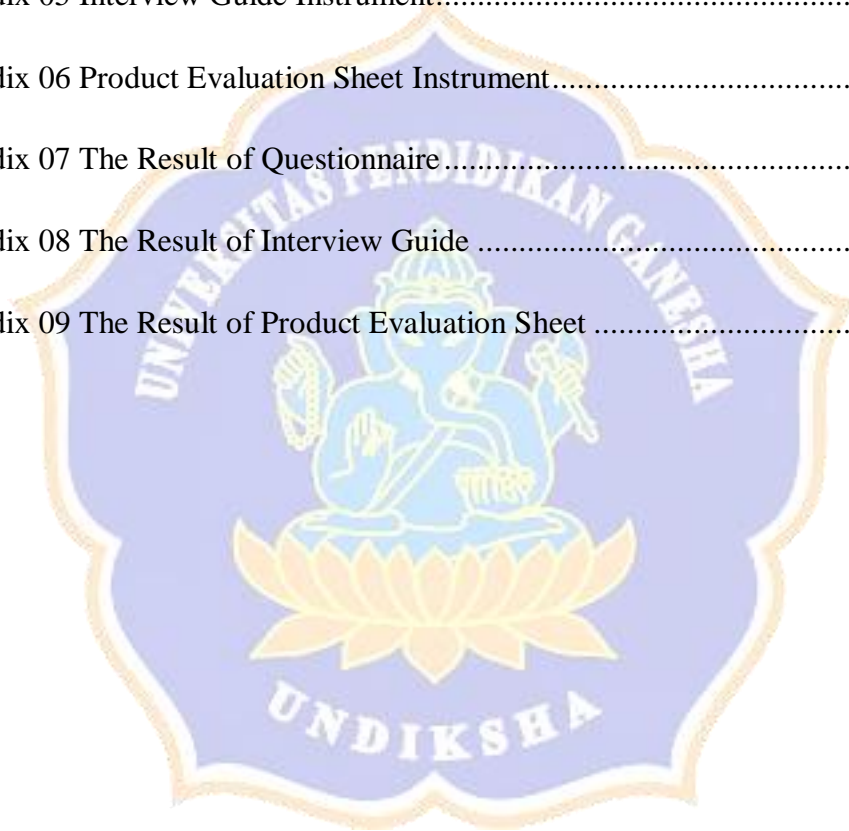 dix 05 Interview Guide Instrument
dix 06 Product Evaluation Sheet Instrument
dix 07 The Result of Questionnaire
dix 08 The Result of Interview Guide
dix 09 The Result of Product Evaluation Sheet
UNIVERSITAS PENDIDIKAN GANESHA
UNDIKSHA